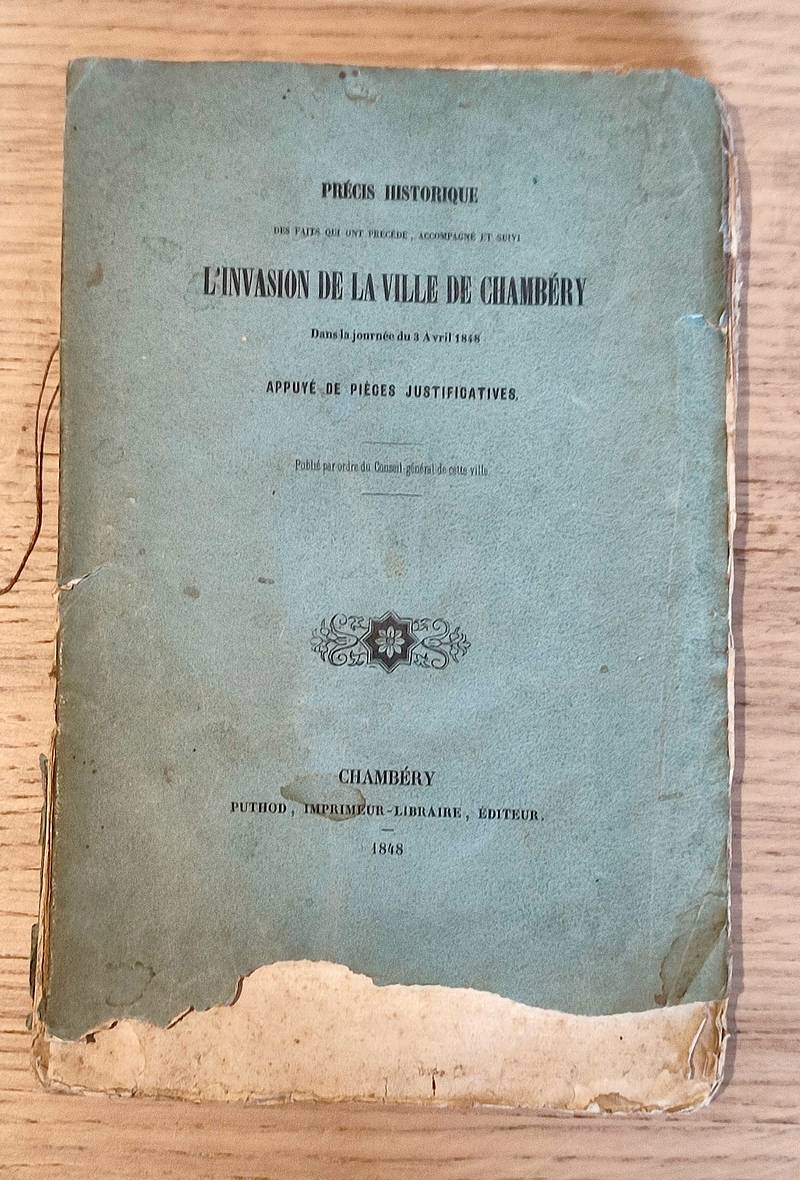 PRÉCIS HISTORIQUE
DES FAITS QUI ONT PRÉCÉDÉ, ACCOMPAGNÉ ET SUIVI
L'INVASION DE LA VILLE DE CHAMBÉRY
Dans la journée du 3 Avril 1848
APPUYÉ DE PIÈCES JUSTIFICATIVES,
Publié par ordre du Conseil-général de cette ville.
CHAMBÉRY
PUTHOD, IMPRIMEUR-LIBRAIRE, ÉDITEUR.
1848